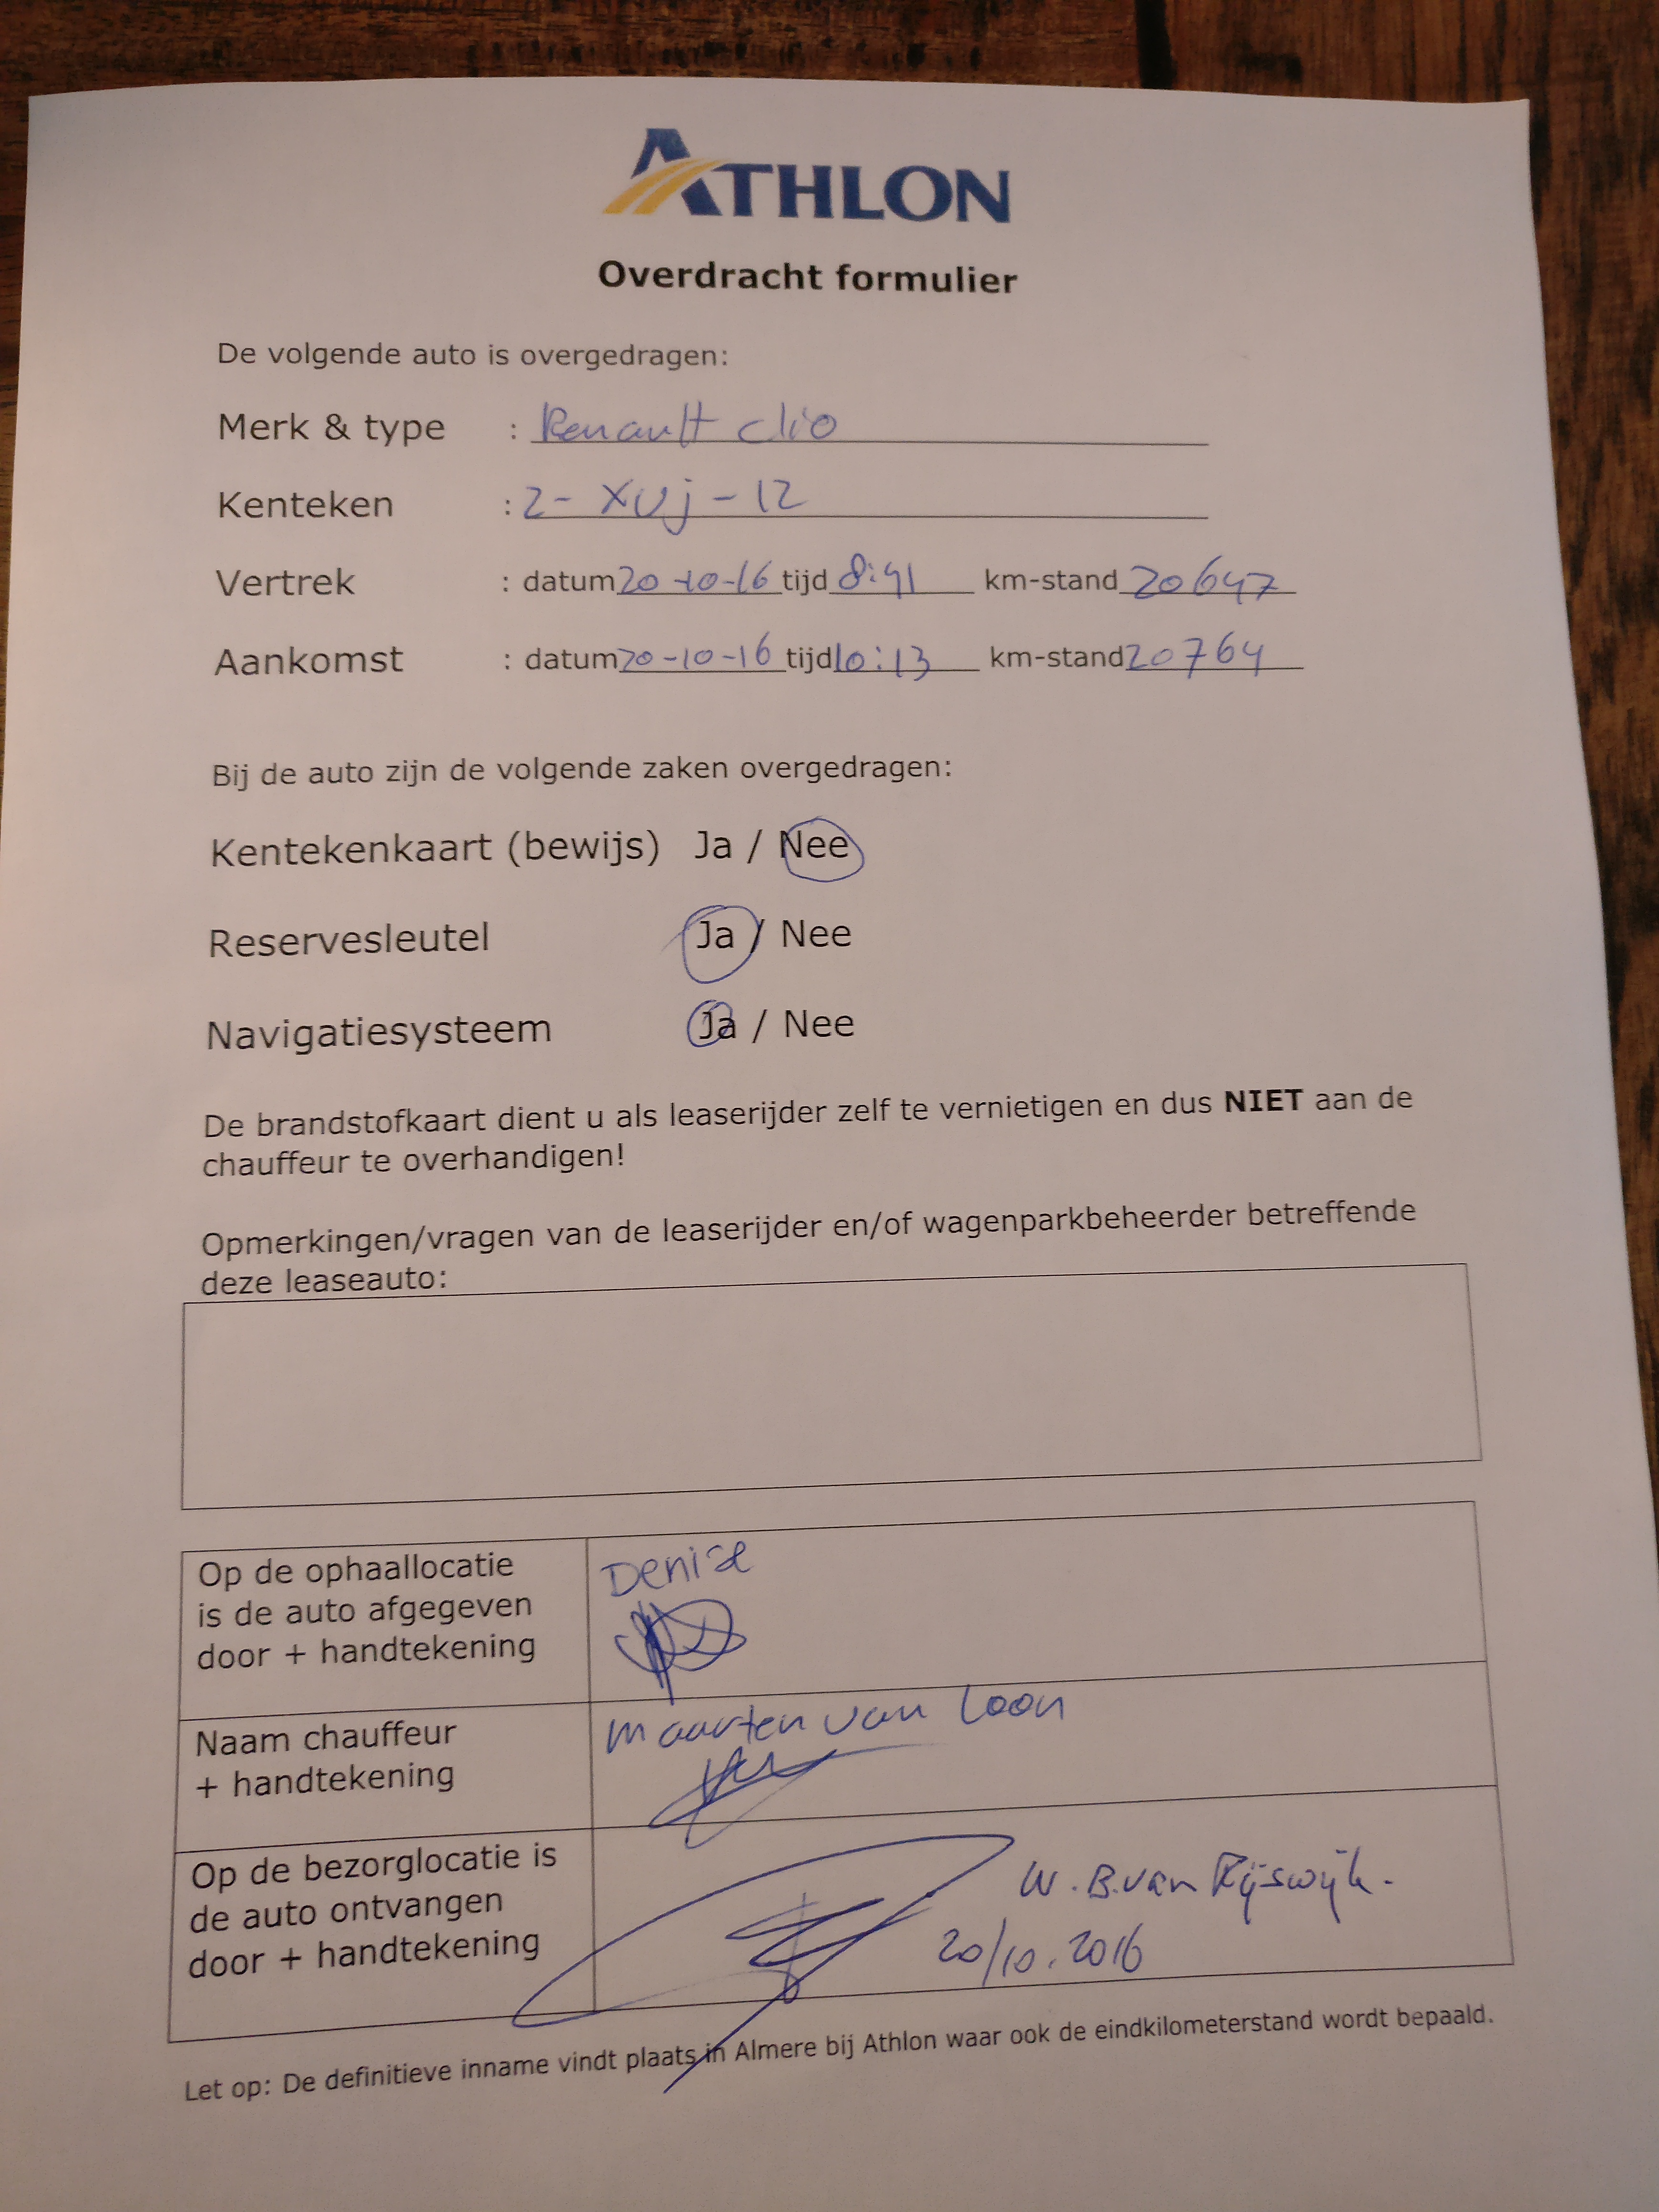 ATHLON
Overdracht formulier
De volgende auto is overgedragen:
Merk & type : Renault clio
Kenteken : 2- XUj - 12
Vertrek : datum 20-10-16 tijd 8:41 km-stand 20647
Aankomst : datum 20-10-16 tijd 10:13 km-stand 20764
Bij de auto zijn de volgende zaken overgedragen:
Kentekenkaart (bewijs) Ja / Nee
Reservesleutel Ja / Nee
Navigatiesysteem Ja / Nee
De brandstofkaart dient u als leaserijder zelf te vernietigen en dus NIET aan de
chauffeur te overhandigen!
Opmerkingen/vragen van de leaserijder en/of wagenparkbeheerder betreffende
deze leaseauto:
Op de ophaallocatie
is de auto afgegeven
door + handtekening
Denise
Naam chauffeur
+ handtekening
Maarten van Loon
Op de bezorglocatie is
de auto ontvangen
door + handtekening
W.B. van Rijswijk.
20/10.2016
Let op: De definitieve inname vindt plaats in Almere bij Athlon waar ook de eindkilometerstand wordt bepaald.